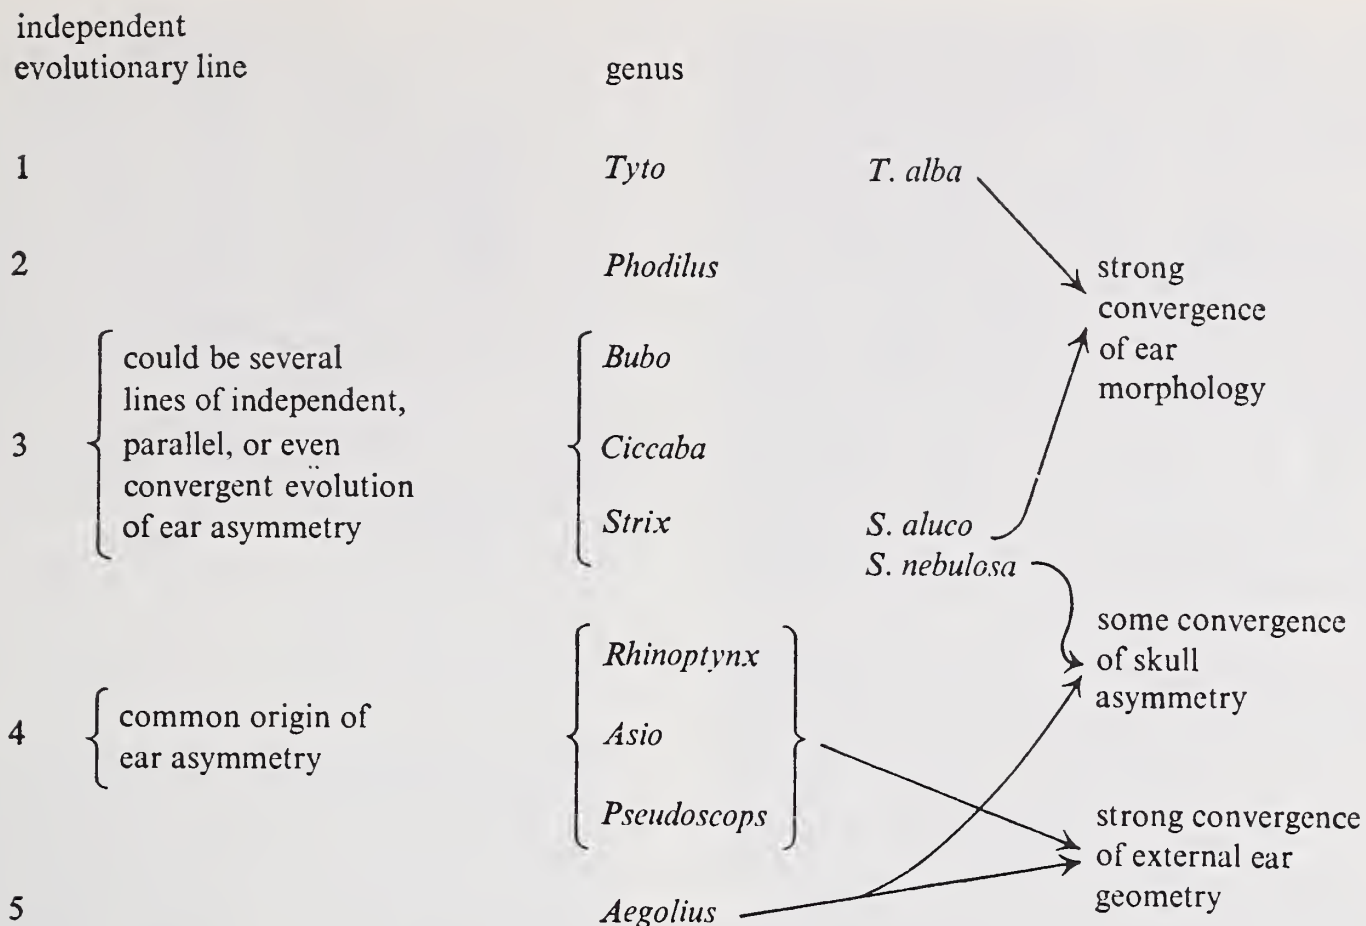 independent
evolutionary line
genus
1
Tyto
T. alba
2
Phodilus
strong
convergence
of ear
morphology
3
could be several
lines of independent,
parallel, or even
convergent evolution
of ear asymmetry
Bubo
Ciccaba
Strix
S. aluco
S. nebulosa
some convergence
of skull
asymmetry
4
common origin of
ear asymmetry
Rhinoptynx
Asio
Pseudoscops
strong convergence
of external ear
geometry
5
Aegolius